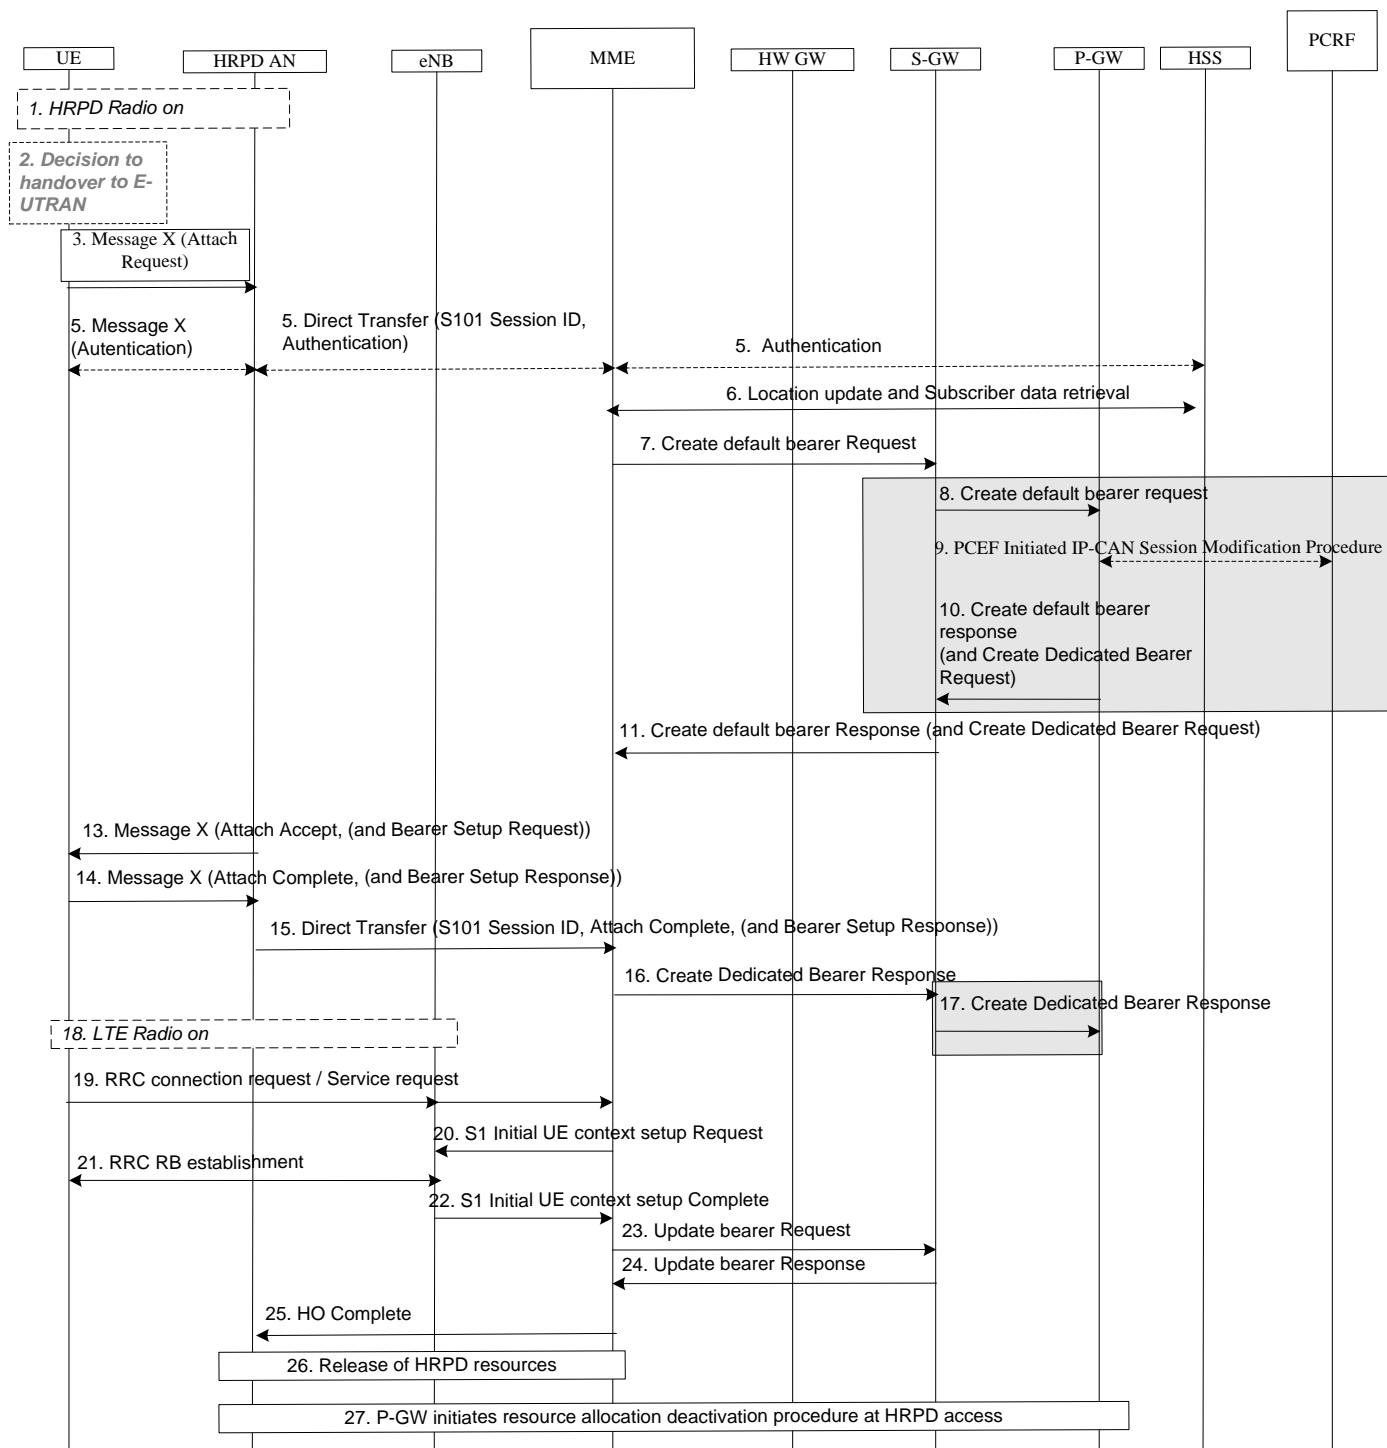 UE
HRPD AN
eNB
MME
HW GW
S-GW
P-GW
HSS
PCRF
1. HRPD Radio on
2. Decision to
handover to E-
UTRAN
3. Message X (Attach
Request)
5. Message X
(Autentication)
5. Direct Transfer (S101 Session ID,
Authentication)
5. Authentication
6. Location update and Subscriber data retrieval
7. Create default bearer Request
8. Create default bearer request
9. PCEF Initiated IP-CAN Session Modification Procedure
10. Create default bearer
response
(and Create Dedicated Bearer
Request)
11. Create default bearer Response (and Create Dedicated Bearer Request)
13. Message X (Attach Accept, (and Bearer Setup Request))
14. Message X (Attach Complete, (and Bearer Setup Response))
15. Direct Transfer (S101 Session ID, Attach Complete, (and Bearer Setup Response))
16. Create Dedicated Bearer Response
17. Create Dedicated Bearer Response
18. LTE Radio on
19. RRC connection request / Service request
20. S1 Initial UE context setup Request
21. RRC RB establishment
22. S1 Initial UE context setup Complete
23. Update bearer Request
24. Update bearer Response
25. HO Complete
26. Release of HRPD resources
27. P-GW initiates resource allocation deactivation procedure at HRPD access